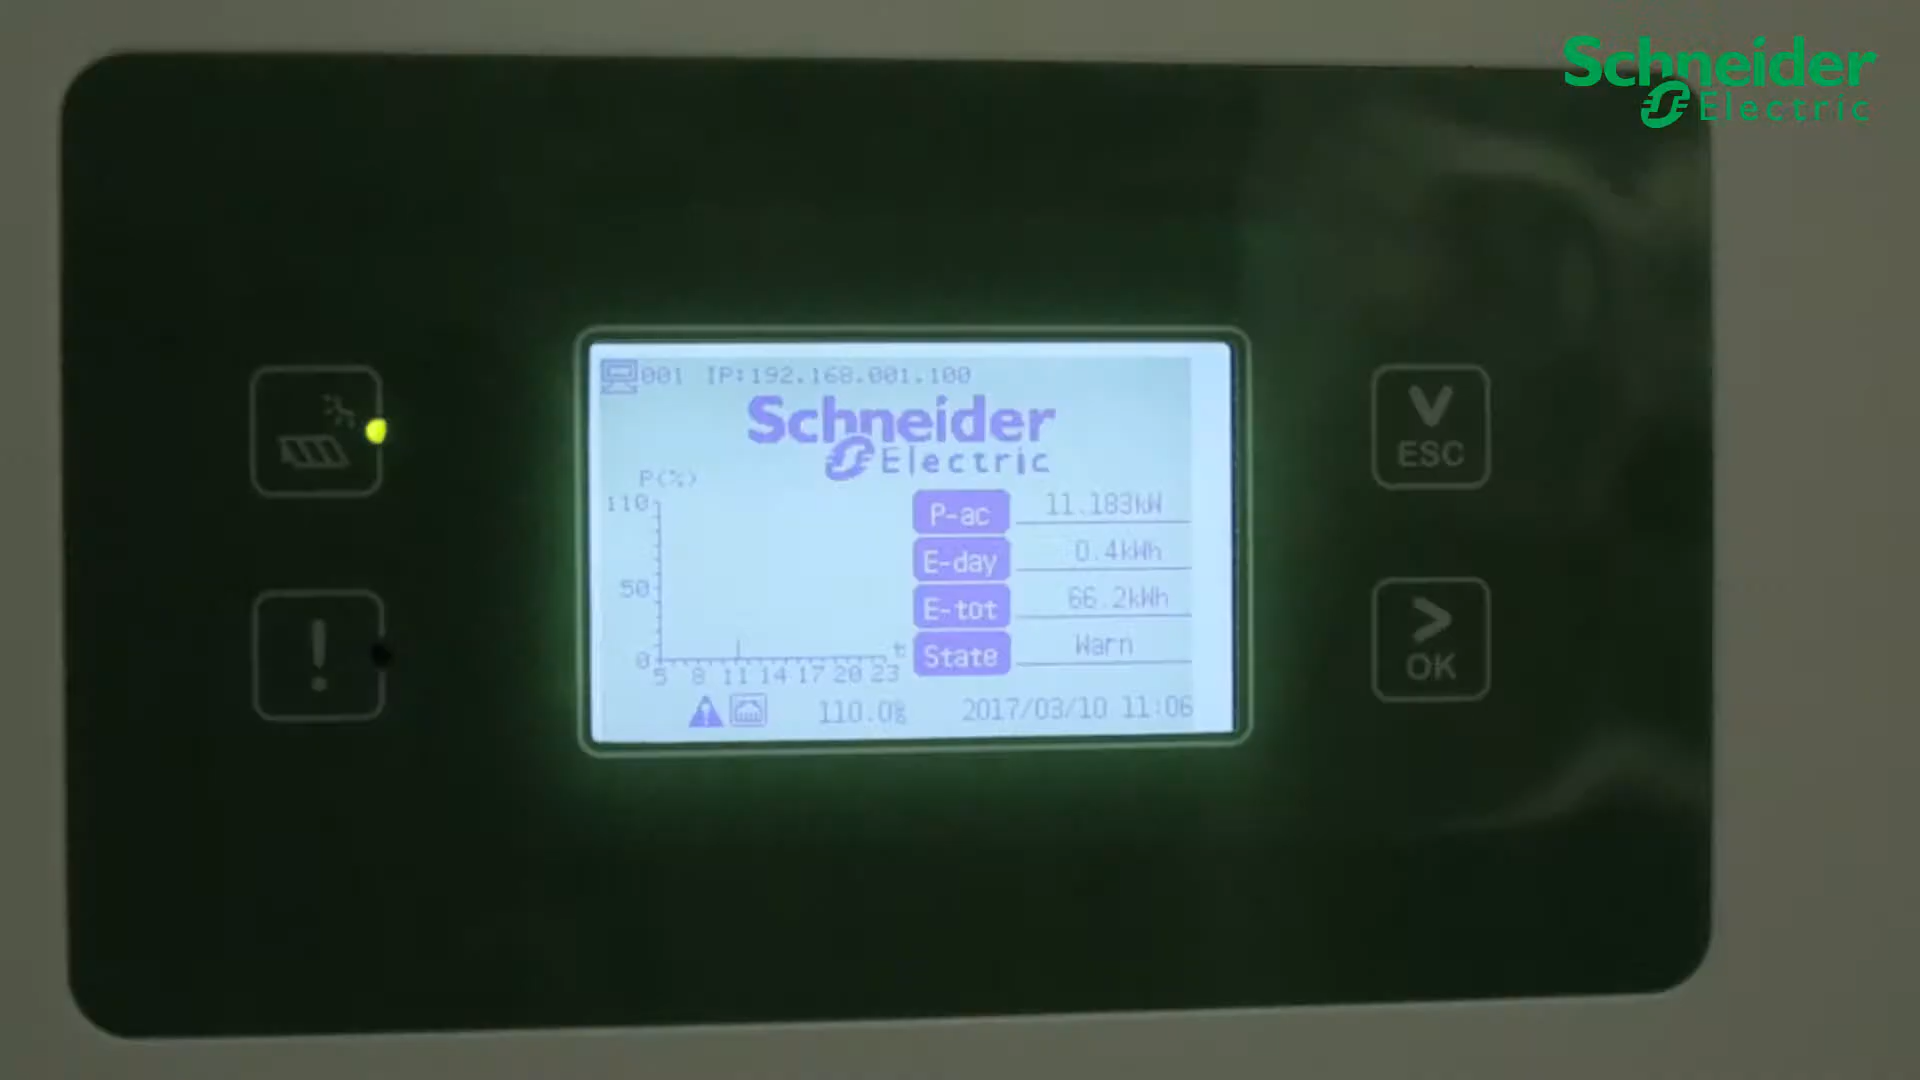 Schneider
Electric
001 IP:192.168.001.100
Schneider
Electric
P(%)
110
50
0
5 8 11 14 17 20 23
t
P-ac 11.183kW
E-day 0.4kWh
E-tot 66.2kWh
State Warn
110.0% 2017/03/10 11:06
!
ESC
OK